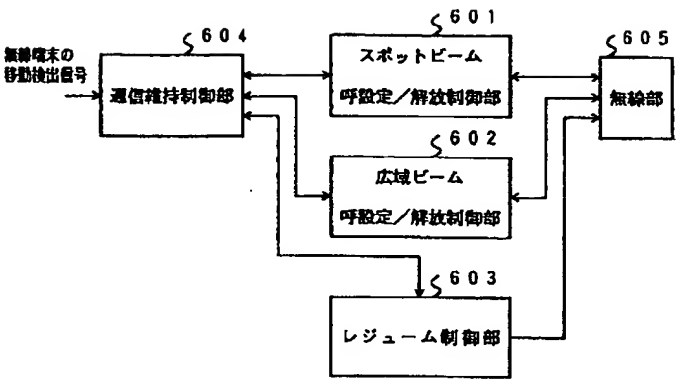 604
無線端末の
移動検出信号
通信維持制御部
601
スポットビーム
呼設定／解放制御部
605
無線部
602
広域ビーム
呼設定／解放制御部
603
レジューム制御部